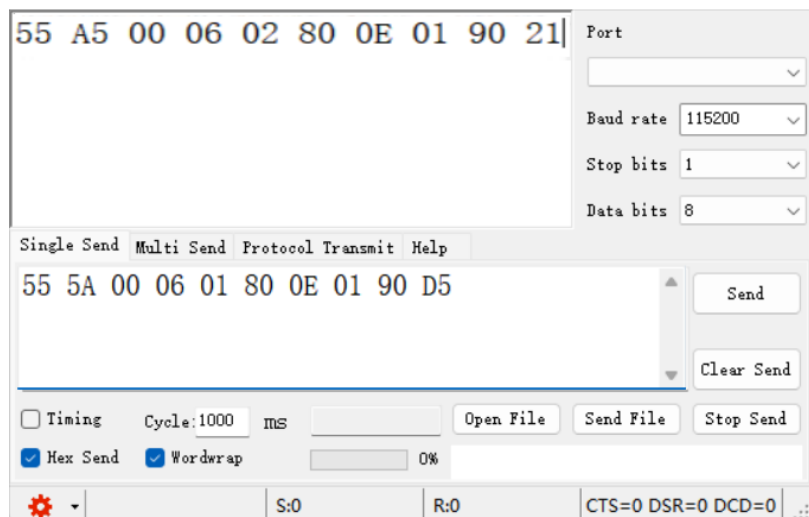 55 A5 00 06 02 80 0E 01 90 21
Port
Baud rate 115200
Stop bits 1
Data bits 8
Single Send Multi Send Protocol Transmit Help
55 5A 00 06 01 80 0E 01 90 D5
Send
Clear Send
Timing Cycle:1000 ms Open File Send File Stop Send
Hex Send Wordwrap 0%
S:0 R:0 CTS=0 DSR=0 DCD=0